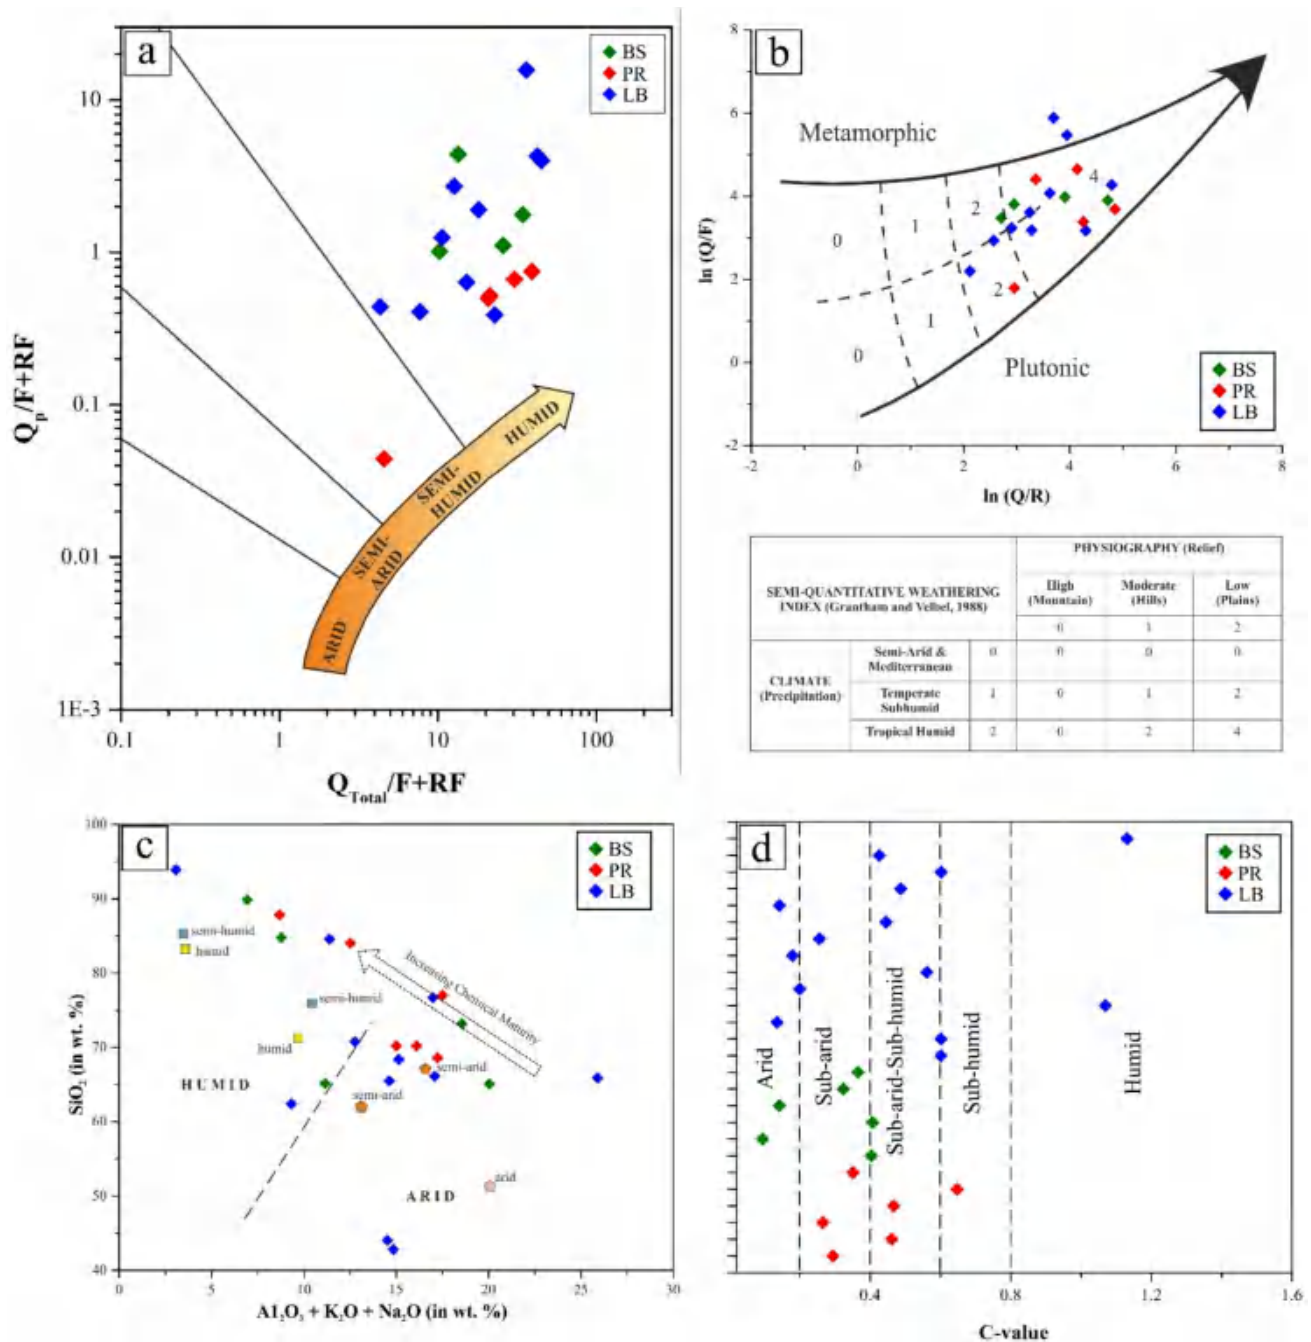 a
BS
PR
LB
10
1
0.1
0.01
1E-3
0.1
1
10
100
Qp/F+RF
QTotal/F+RF
ARID
SEMI-
ARID
SEMI-
HUMID
HUMID
b
Metamorphic
Plutonic
0
1
2
4
0
1
2
BS
PR
LB
8
6
4
2
0
-2
-2
0
2
4
6
8
ln (Q/F)
ln (Q/R)
SEMI-QUANTITATIVE WEATHERING
INDEX (Grantham and Velbel, 1988)
PHYSIOGRAPHY (Relief)
High
(Mountain)
Moderate
(Hills)
Low
(Plains)
0 1 2
CLIMATE
(Precipitation)
Semi-Arid &
Mediterranean
0 0 0 0
Temperate
Subhumid
1 0 1 2
Tropical Humid 2 0 2 4
c
BS
PR
LB
100
90
80
70
60
50
40
0
5
10
15
20
25
30
SiO₂ (in wt. %)
A1₂O₃ + K₂O + Na₂O (in wt. %)
semi-humid
humid
semi-humid
humid
HUMID
Increasing Chemical Maturity
semi-arid
semi-arid
arid
ARID
d
BS
PR
LB
Arid
Sub-arid
Sub-arid-Sub-humid
Sub-humid
Humid
0.4
0.8
1.2
1.6
C-value